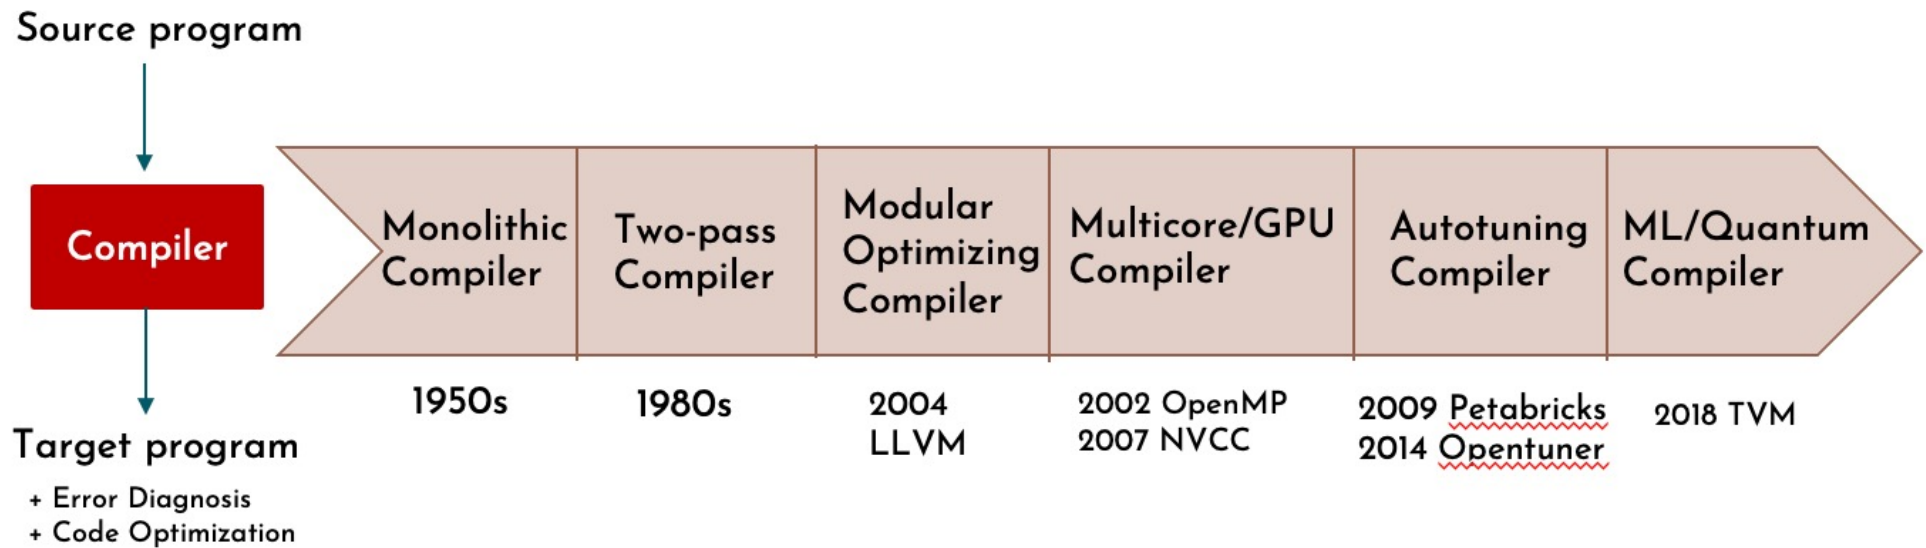 Source program
Compiler
Target program
+ Error Diagnosis
+ Code Optimization
Monolithic
Compiler
1950s
Two-pass
Compiler
1980s
Modular
Optimizing
Compiler
2004
LLVM
Multicore/GPU
Compiler
2002 OpenMP
2007 NVCC
Autotuning
Compiler
2009 Petabricks
2014 Opentuner
ML/Quantum
Compiler
2018 TVM